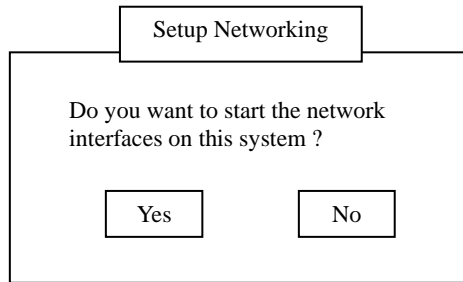 Setup Networking
Do you want to start the network
interfaces on this system ?
Yes
No